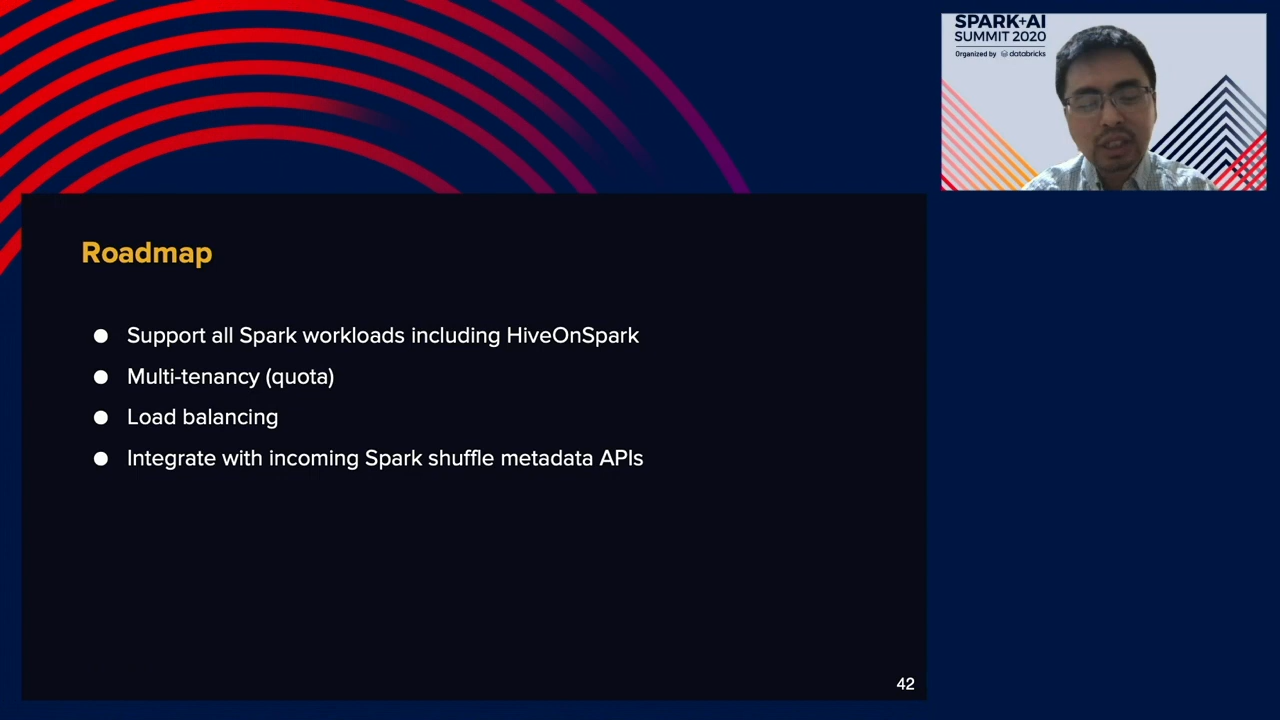 SPARK+AI
SUMMIT 2020
Organized by databricks
Roadmap
● Support all Spark workloads including HiveOnSpark
● Multi-tenancy (quota)
● Load balancing
● Integrate with incoming Spark shuffle metadata APIs
42